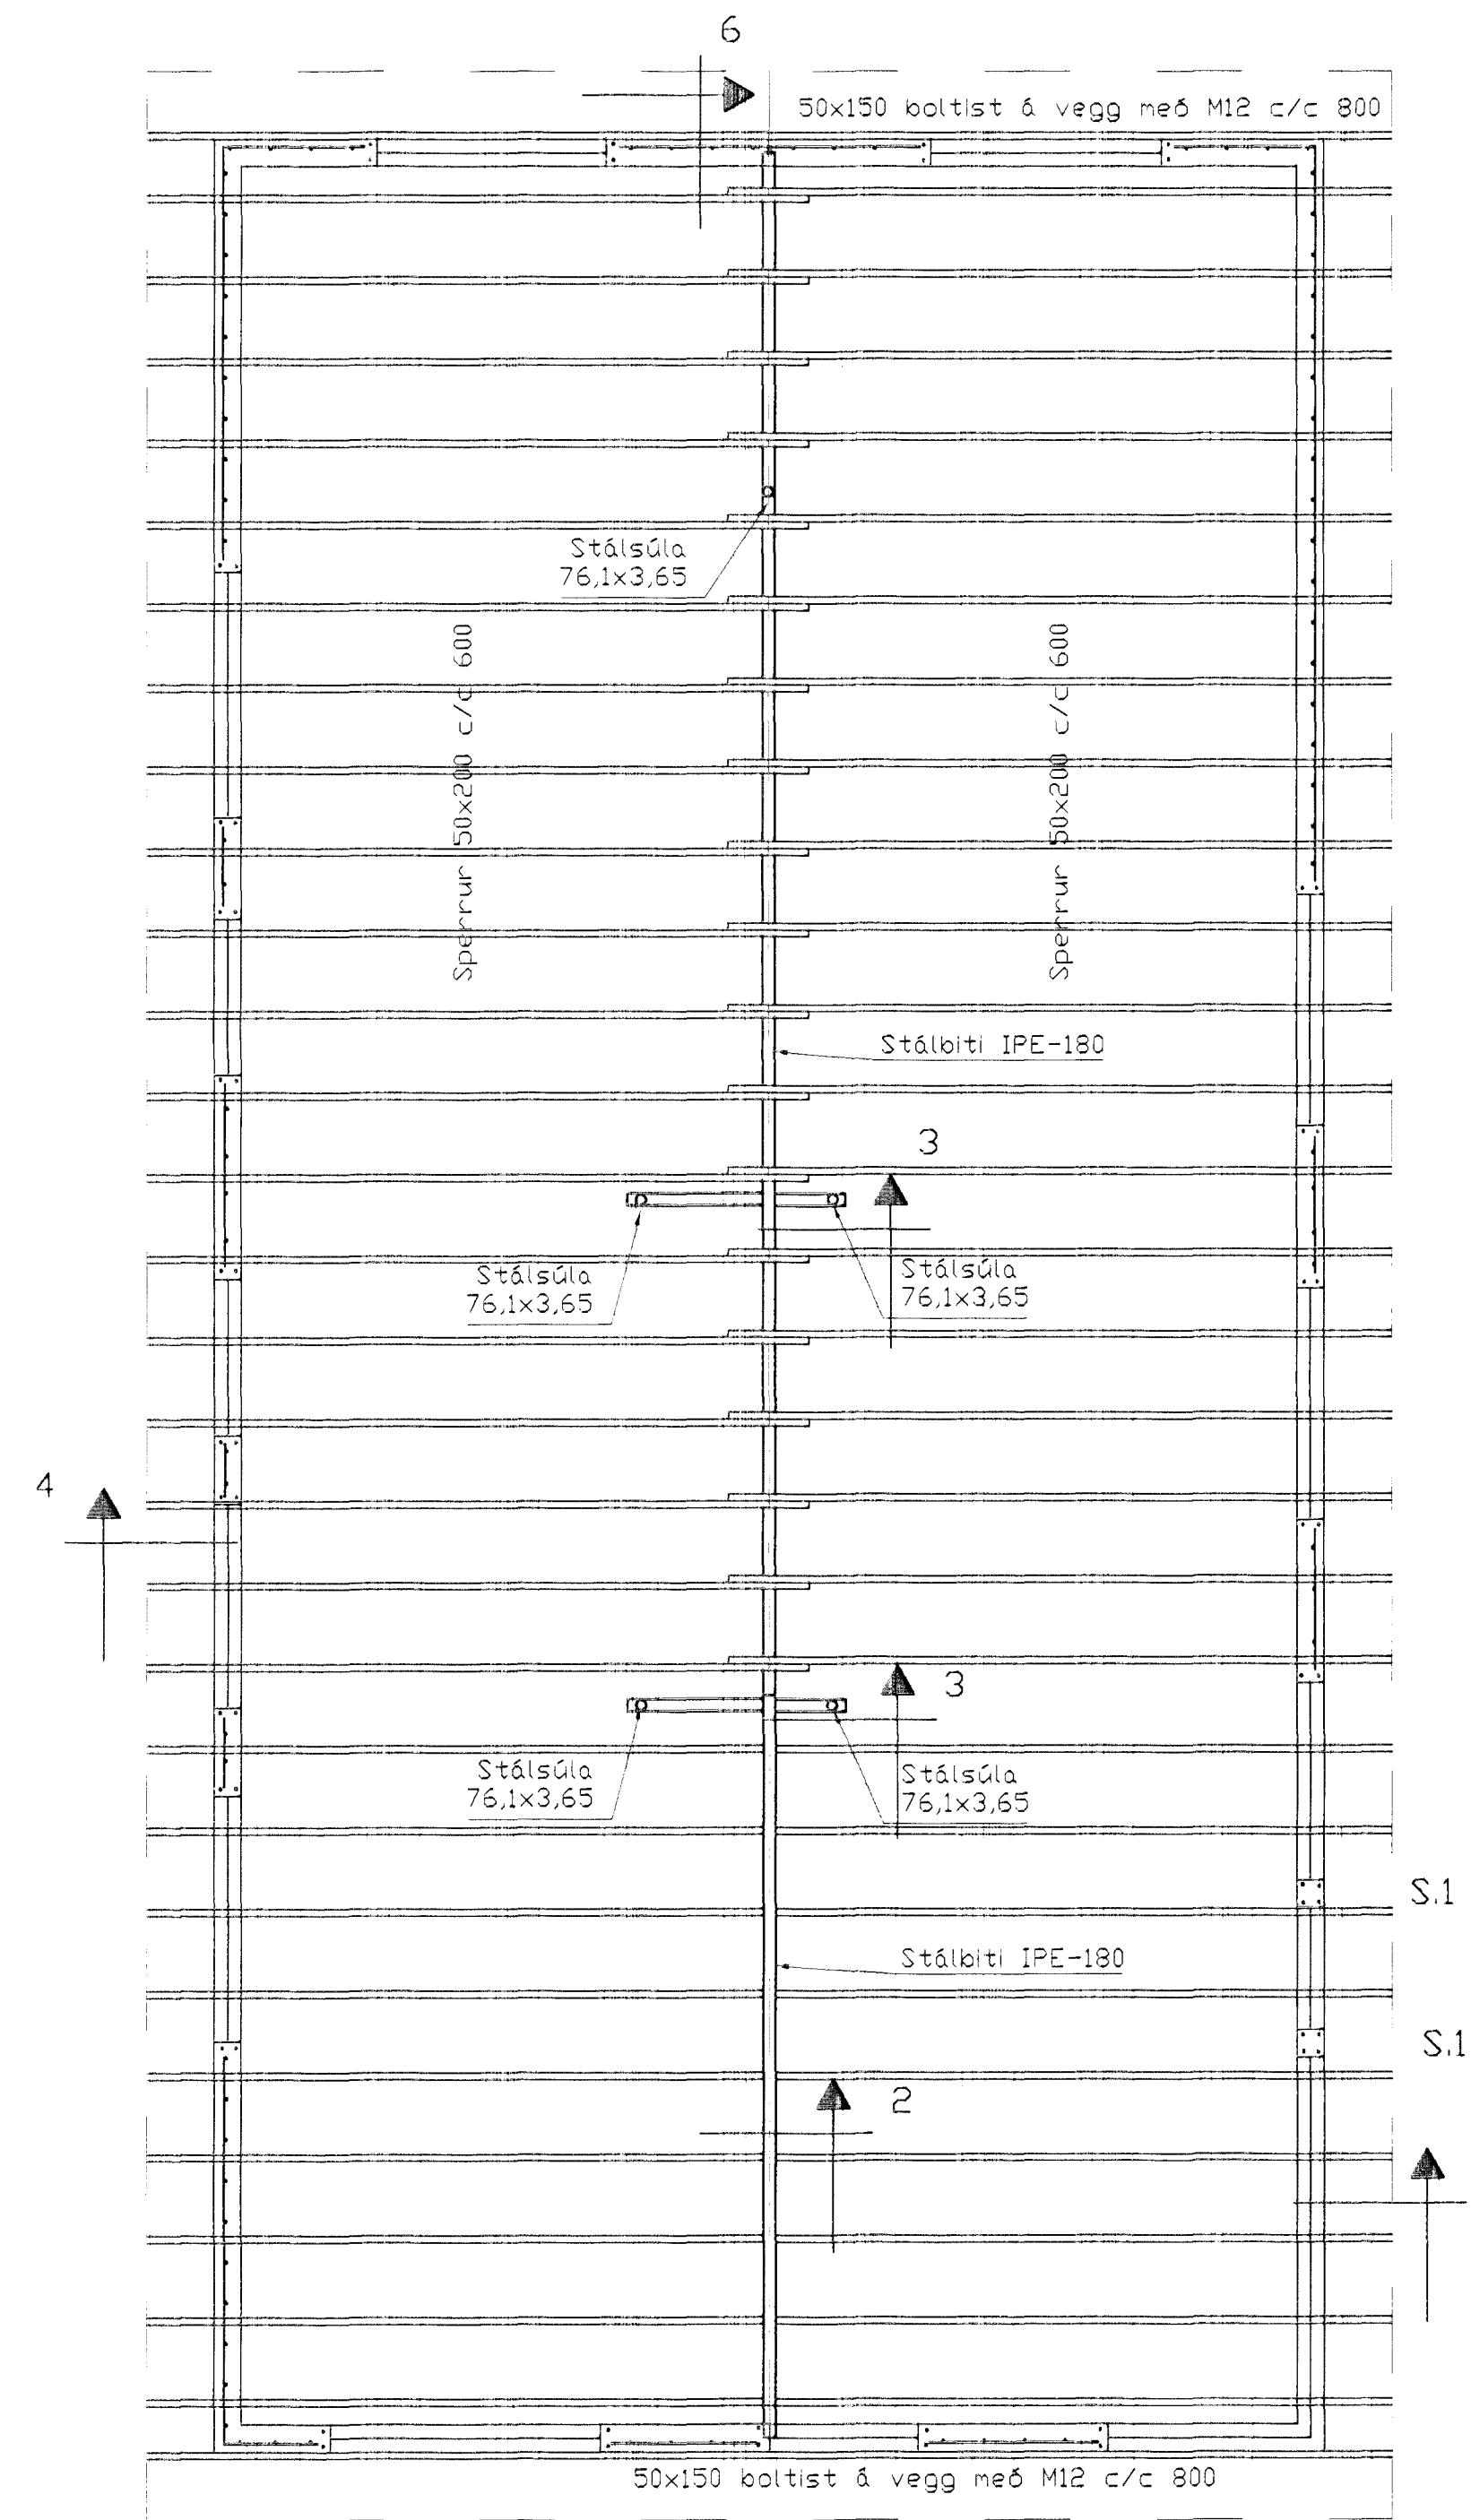 6
50x150 boltist á vegg með M12 c/c 800
Stálsúla
76,1x3,65
Sperrur 50x200 c/c 600
Sperrur 50x200 c/c 600
Stálbiti IPE-180
3
Stálsúla
76,1x3,65
Stálsúla
76,1x3,65
4
3
Stálsúla
76,1x3,65
Stálsúla
76,1x3,65
S.1
Stálbiti IPE-180
S.1
2
50x150 boltist á vegg með M12 c/c 800